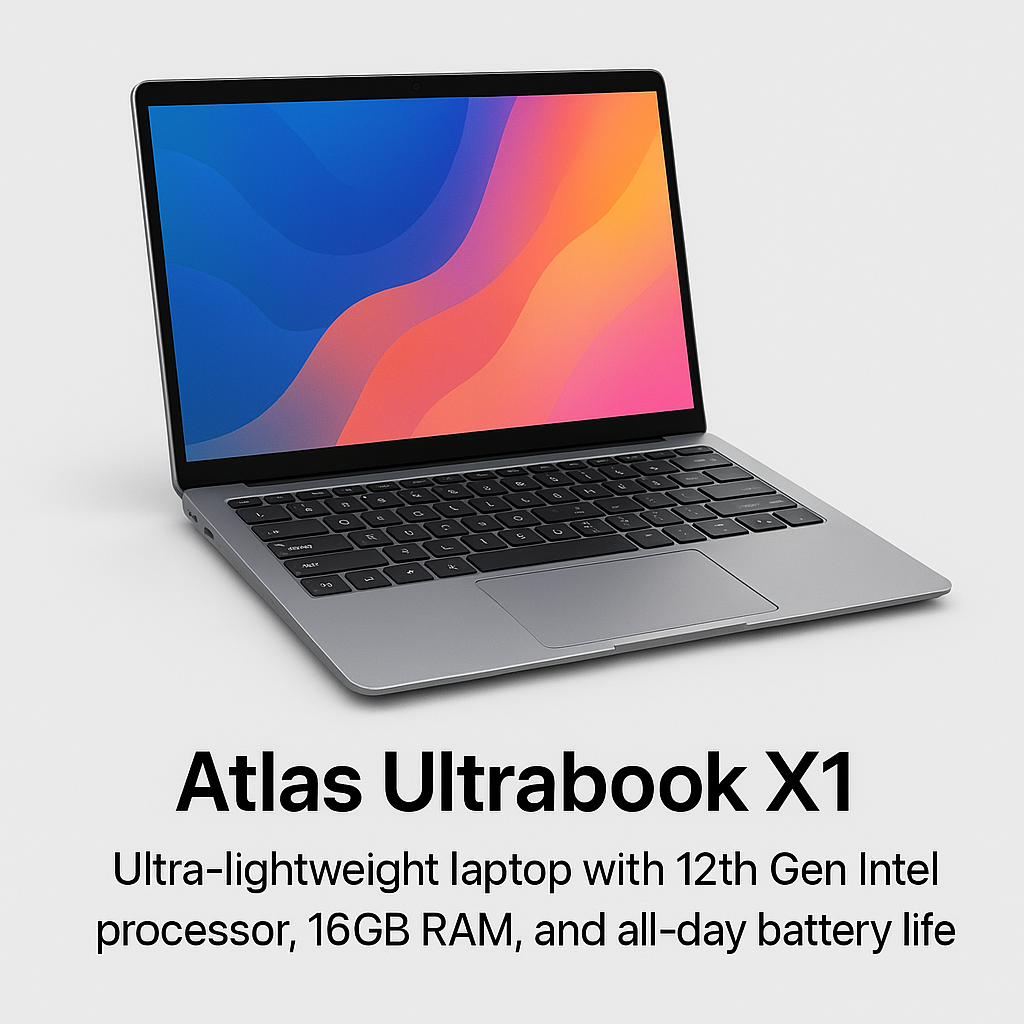 Atlas Ultrabook X1
Ultra-lightweight laptop with 12th Gen Intel
processor, 16GB RAM, and all-day battery life